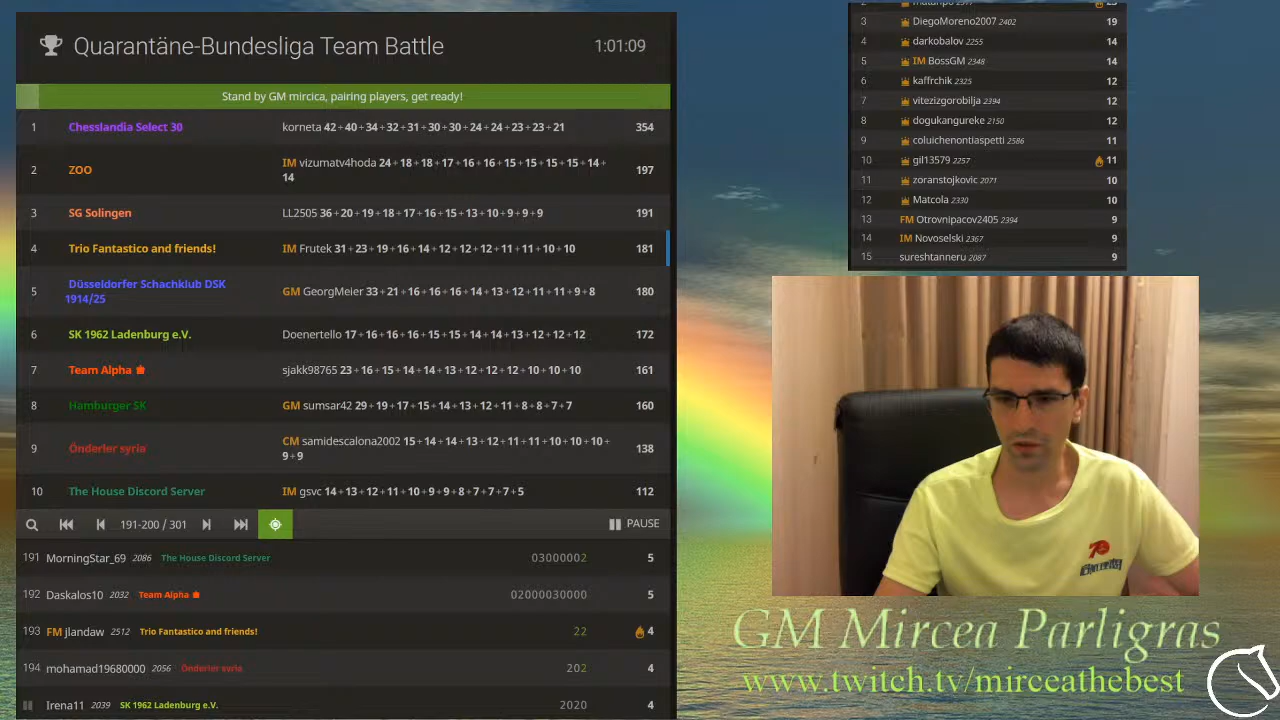 Quarantäne-Bundesliga Team Battle 1:01:09
Stand by GM mircica, pairing players, get ready!
1 Chesslandia Select 30 korneta 42+40+34+32+31+30+30+24+24+23+23+21 354
2 ZOO IM vizumatv4hoda 24+18+18+17+16+16+15+15+15+15+14+
14 197
3 SG Solingen LL2505 36+20+19+18+17+16+15+13+10+9+9+9 191
4 Trio Fantastico and friends! IM Frutek 31+23+19+16+14+12+12+12+11+11+10+10 181
5 Düsseldorfer Schachklub DSK
1914/25 GM GeorgMeier 33+21+16+16+16+14+13+12+11+11+9+8 180
6 SK 1962 Ladenburg e.V. Doenertello 17+16+16+16+15+15+14+14+13+12+12+12 172
7 Team Alpha sjakk98765 23+16+15+14+14+13+12+12+12+10+10+10 161
8 Hamburger SK GM sumsar42 29+19+17+15+14+13+12+11+8+8+7+7 160
9 Önderler syria CM samidescalona2002 15+14+14+13+12+11+11+10+10+10+
9+9 138
10 The House Discord Server IM gsvc 14+13+12+11+10+9+9+8+7+7+7+5 112
191-200 / 301 PAUSE
191 MorningStar_69 2086 The House Discord Server 03000002 5
192 Daskalos10 2032 Team Alpha 02000030000 5
193 FM jlandaw 2512 Trio Fantastico and friends! 22 4
194 mohamad19680000 2056 Önderler syria 202 4
Irena11 2039 SK 1962 Ladenburg e.V. 2020 4
3 DiegoMoreno2007 2402 19
4 darkobalov 2255 14
5 IM BossGM 2348 14
6 kaffrchik 2325 12
7 vitezizgorobilja 2394 12
8 dogukangureke 2150 12
9 coluichenontiaspetti 2586 11
10 gil13579 2257 11
11 zoranstojkovic 2071 10
12 Matcola 2330 10
13 FM Otrovnipacov2405 2394 9
14 IM Novoselski 2367 9
15 sureshtanneru 2087 9
GM Mircea Parligras
www.twitch.tv/mirceathebest